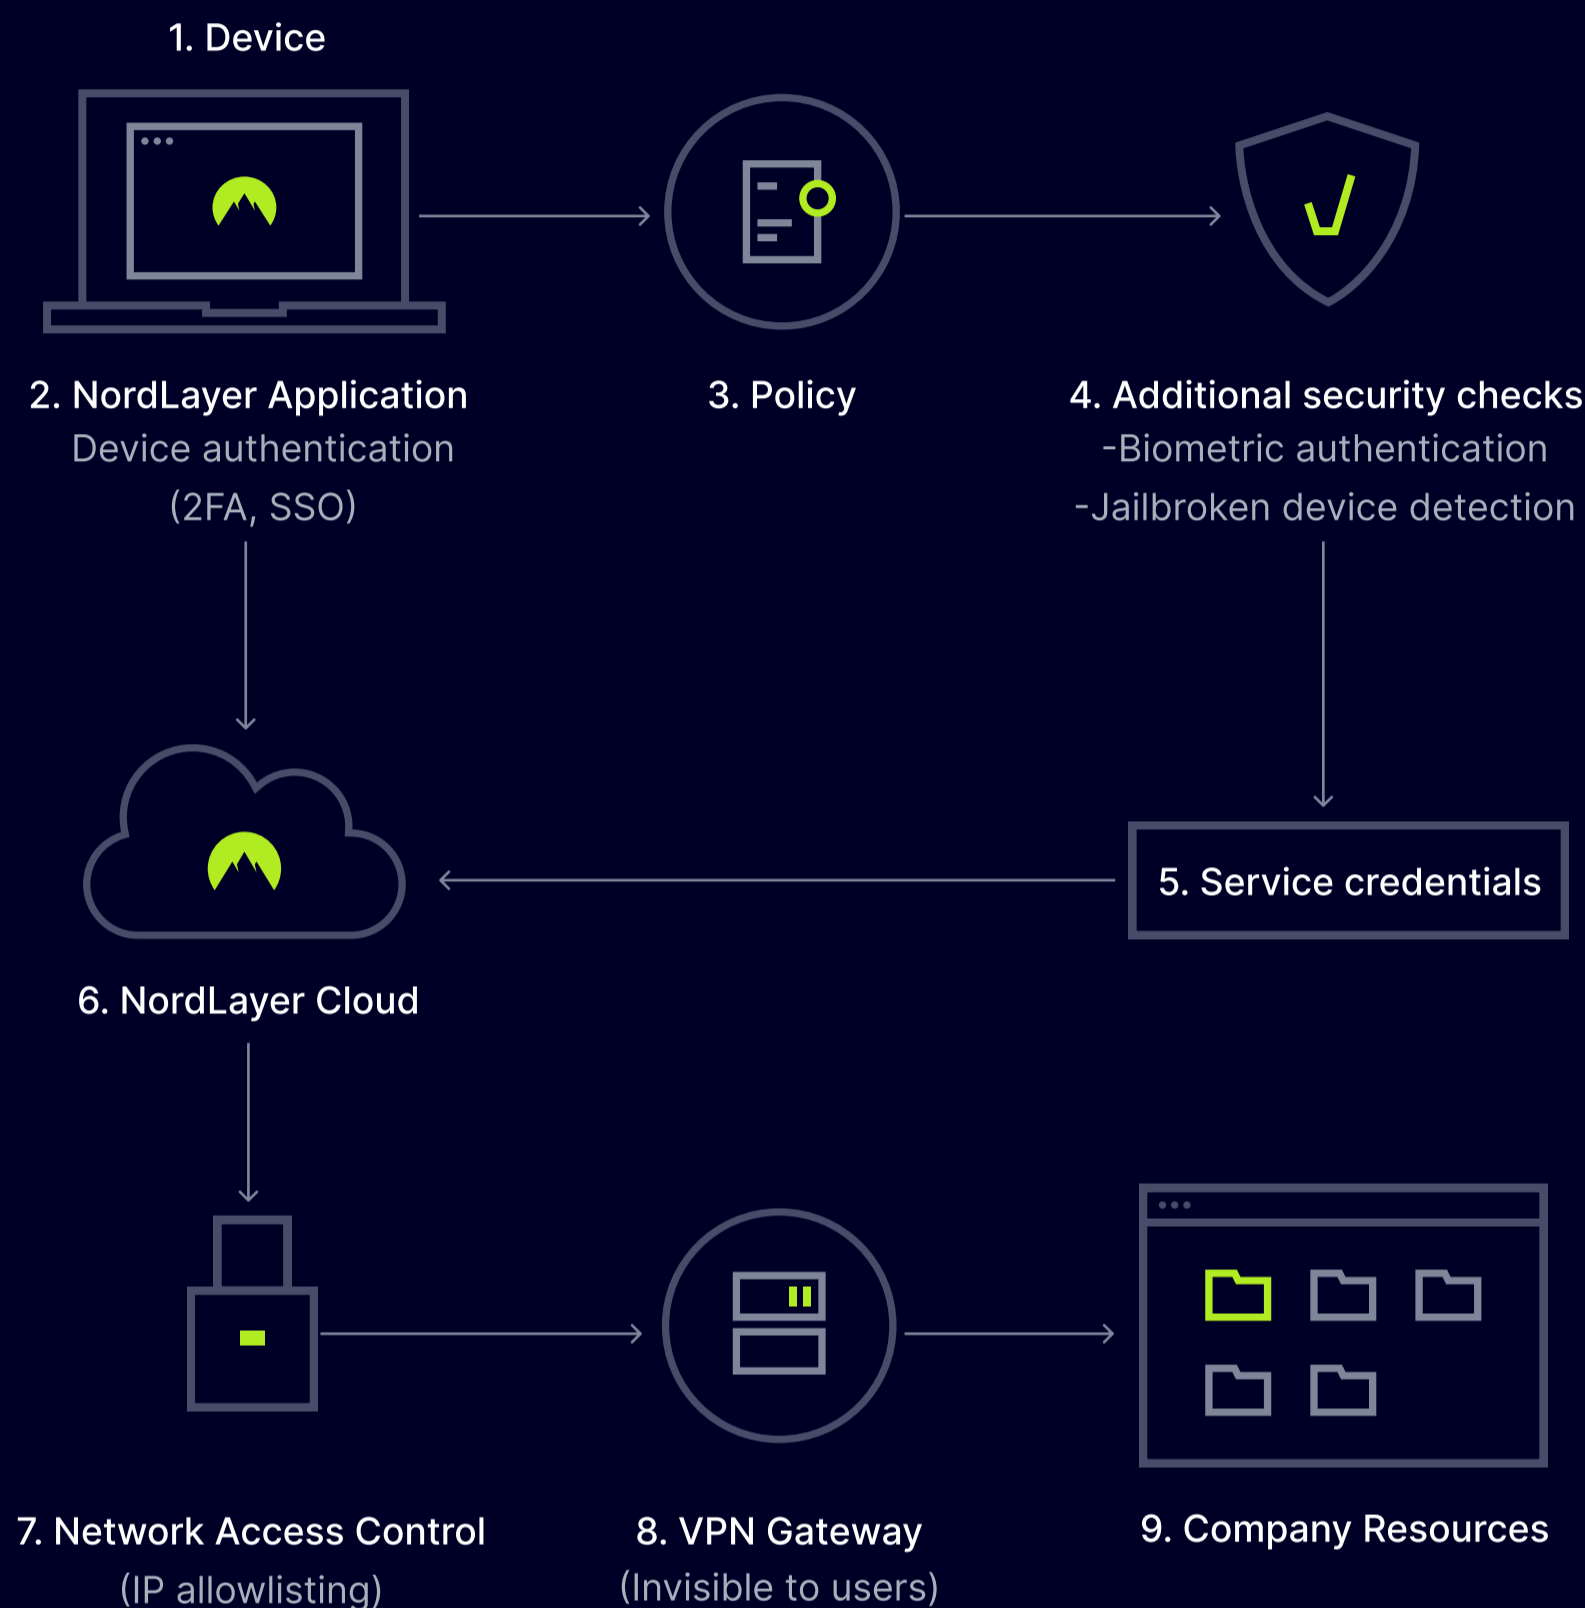 1. Device
2. NordLayer Application
Device authentication
(2FA, SSO)
3. Policy
4. Additional security checks
-Biometric authentication
-Jailbroken device detection
5. Service credentials
6. NordLayer Cloud
7. Network Access Control
(IP allowlisting)
8. VPN Gateway
(Invisible to users)
9. Company Resources